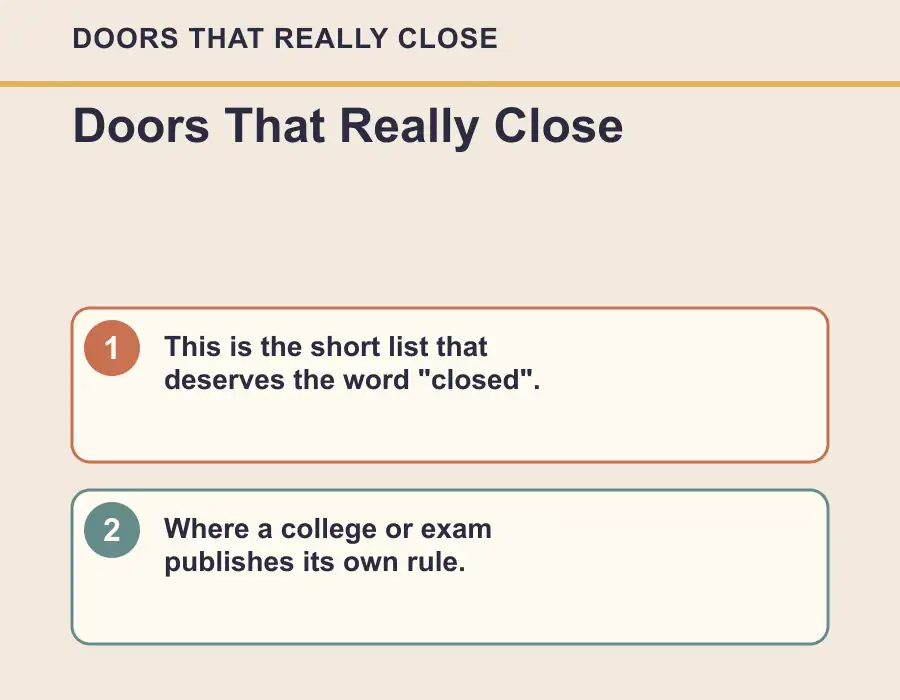 DOORS THAT REALLY CLOSE
Doors That Really Close
1
This is the short list that
deserves the word "closed".
2
Where a college or exam
publishes its own rule.